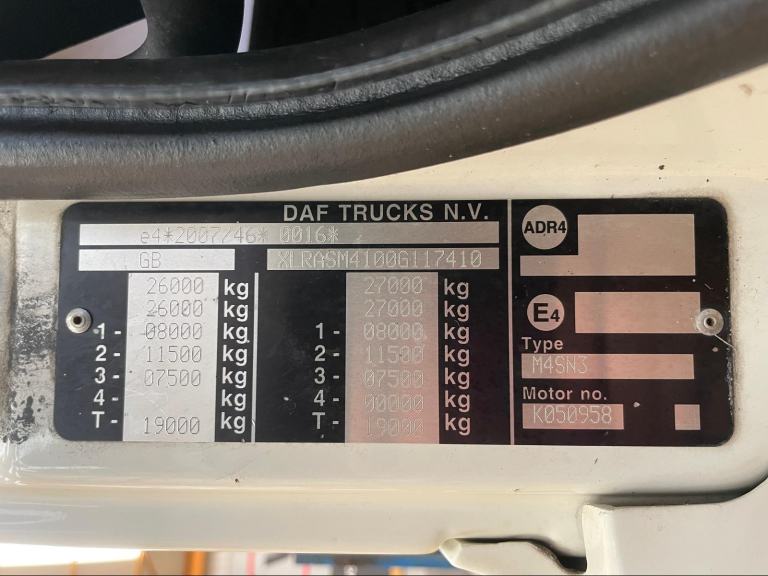 DAF TRUCKS N.V.
e4*2007/46* 0016*
GB XLRASM4100G117410
26000 kg 27000 kg
26000 kg 27000 kg
1- 08000 kg 1- 08000 kg
2- 11500 kg 2- 11500 kg
3- 07500 kg 3- 07500 kg
4- kg 4- 00000 kg
T- 19000 kg T- 19000 kg
ADR4
E4
Type
M4SN3
Motor no.
K050958